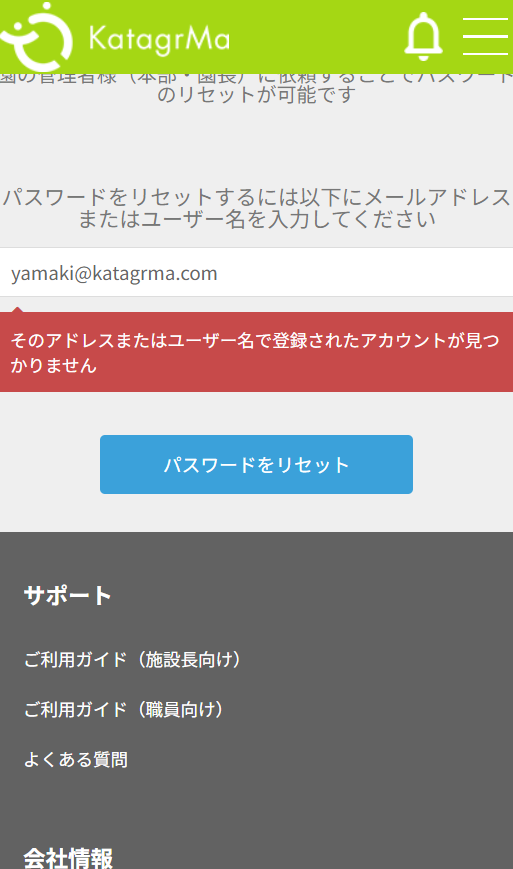 KatagrMa
園の管理者様（本部・園長）に依頼することでパスワード
のリセットが可能です
パスワードをリセットするには以下にメールアドレス
またはユーザー名を入力してください
yamaki@katagrma.com
そのアドレスまたはユーザー名で登録されたアカウントが見つ
かりません
パスワードをリセット
サポート
ご利用ガイド（施設長向け）
ご利用ガイド（職員向け）
よくある質問
会社情報